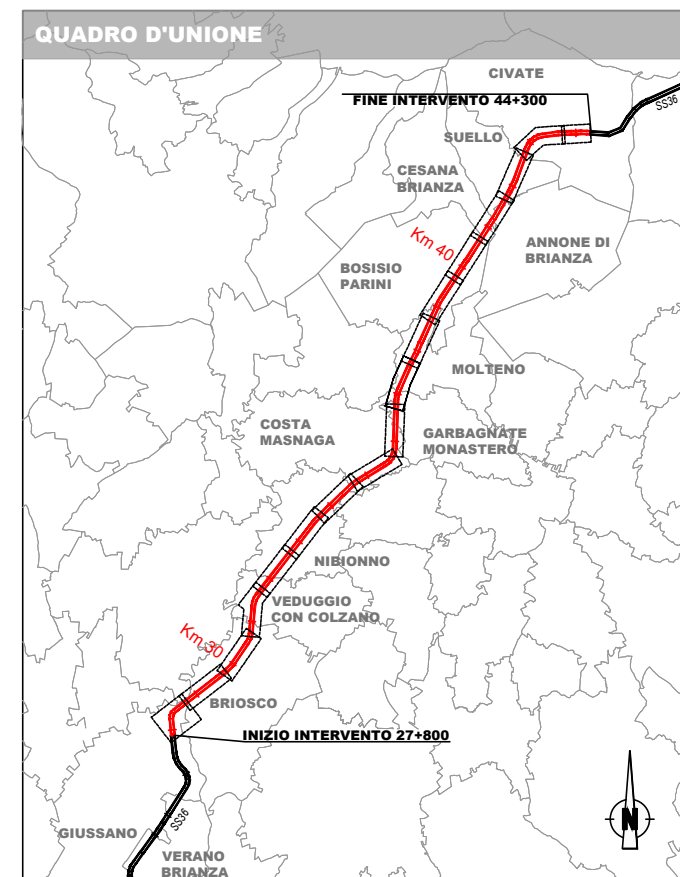 QUADRO D'UNIONE
CIVATE
FINE INTERVENTO 44+300
SS36
SUELLO
CESANA
BRIANZA
Km 40
ANNONE DI
BRIANZA
BOSISIO
PARINI
MOLTENO
COSTA
MASNAGA
GARBAGNATE
MONASTERO
NIBIONNO
VEDUGGIO
CON COLZANO
Km 30
BRIOSCO
INIZIO INTERVENTO 27+800
SS36
GIUSSANO
VERANO
BRIANZA
N